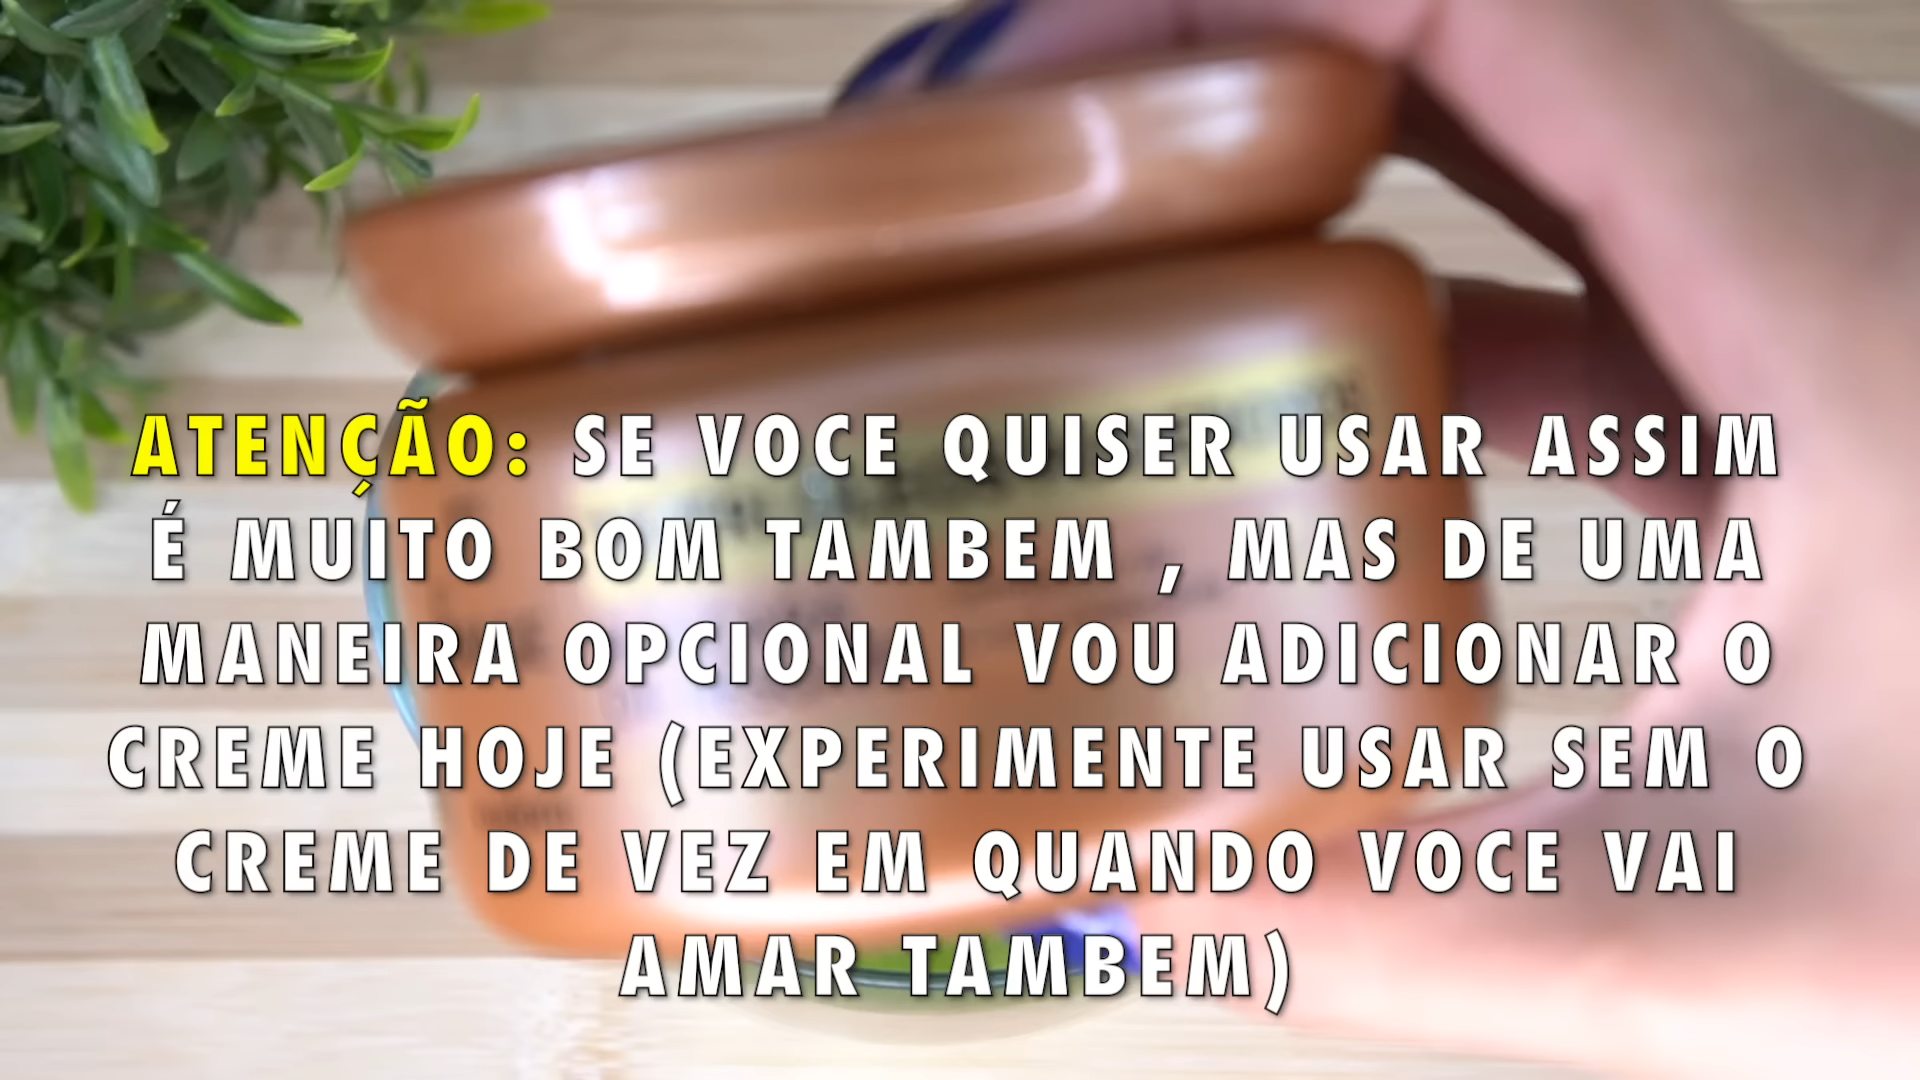 ATENÇÃO: SE VOCE QUISER USAR ASSIM
É MUITO BOM TAMBEM , MAS DE UMA
MANEIRA OPCIONAL VOU ADICIONAR O
CREME HOJE (EXPERIMENTE USAR SEM O
CREME DE VEZ EM QUANDO VOCE VAI
AMAR TAMBEM)